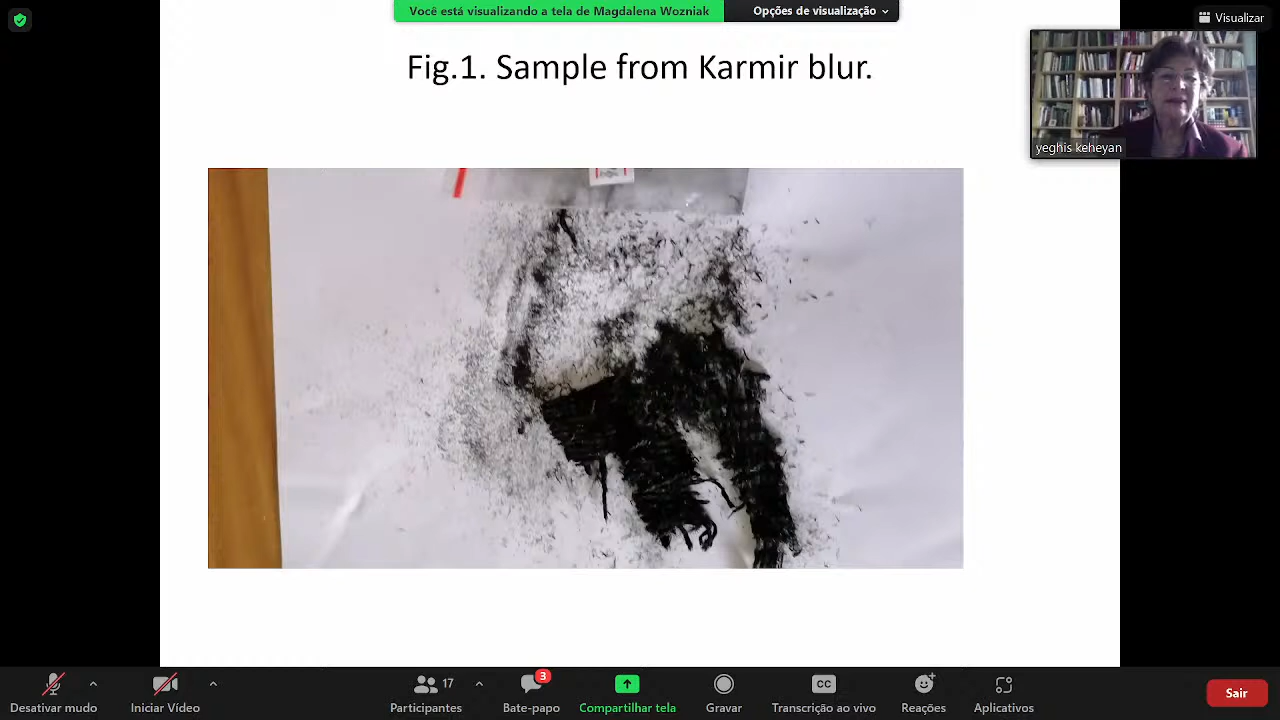 Você está visualizando a tela de Magdalena Wozniak
Opções de visualização
Visualizar
Fig.1. Sample from Karmir blur.
yeghis keheyan
17
3
CC
Desativar mudo
Iniciar Vídeo
Participantes
Bate-papo
Compartilhar tela
Gravar
Transcrição ao vivo
Reações
Aplicativos
Sair